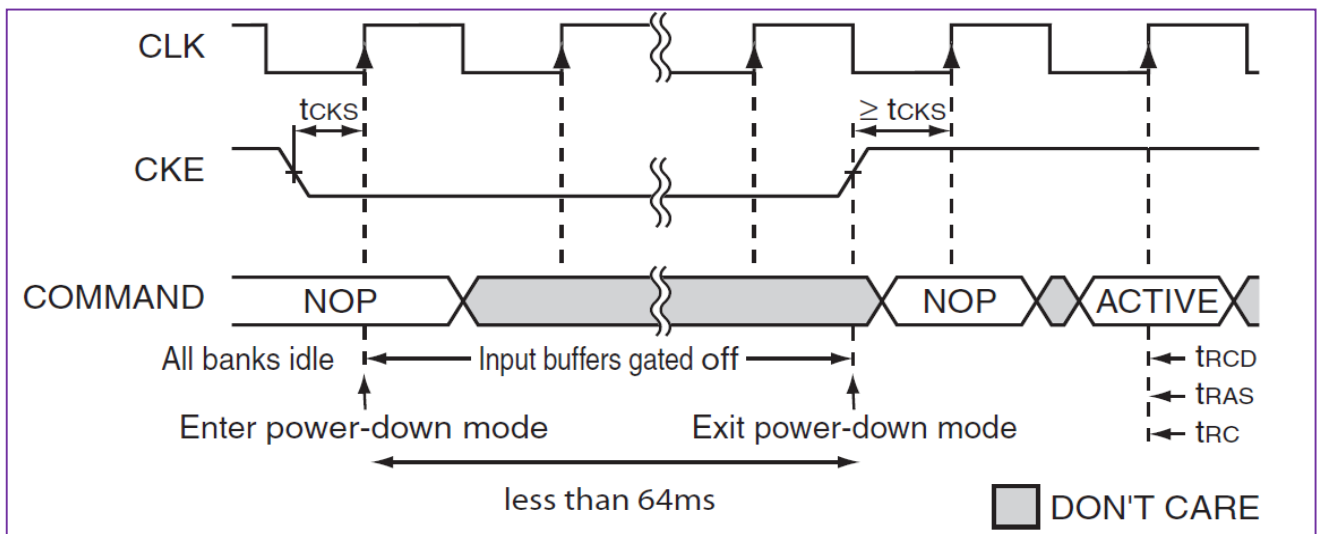 CLK
tCKS
≥ tCKS
CKE
COMMAND
NOP
NOP
ACTIVE
All banks idle
Input buffers gated off
tRCD
tRAS
tRC
Enter power-down mode
Exit power-down mode
less than 64ms
DON'T CARE